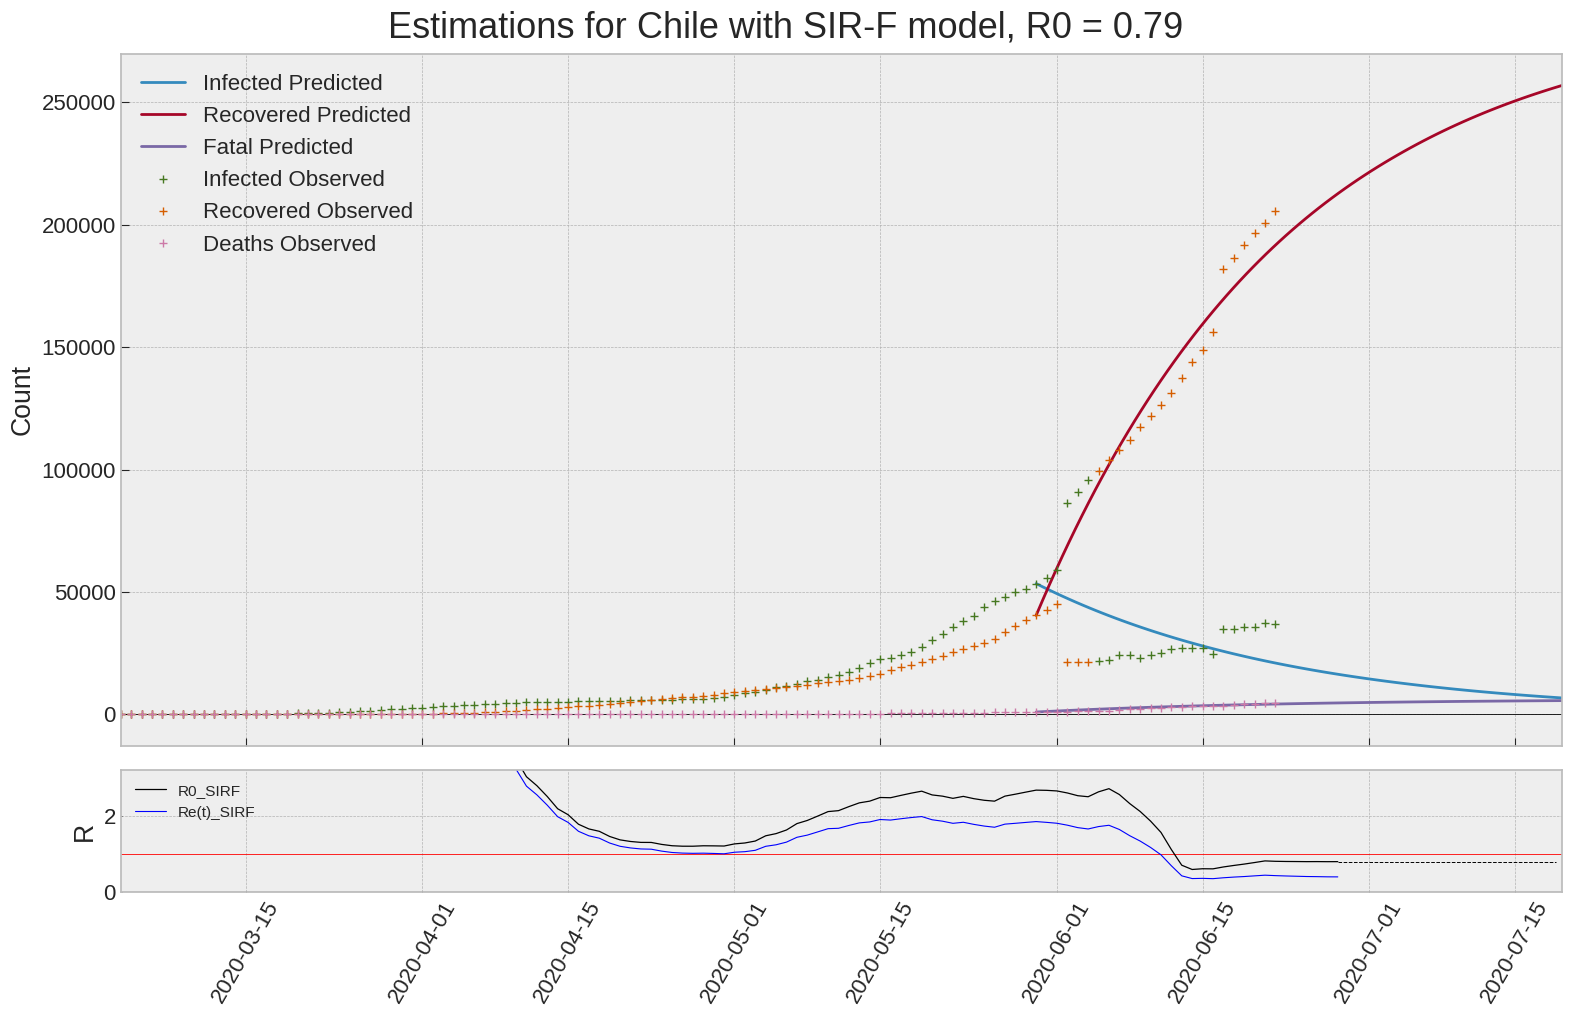 Estimations for Chile with SIR-F model, R0 = 0.79
Infected Predicted
Recovered Predicted
Fatal Predicted
Infected Observed
Recovered Observed
Deaths Observed
250000
200000
150000
100000
50000
0
Count
R0_SIRF
Re(t)_SIRF
2
0
R
2020-03-15
2020-04-01
2020-04-15
2020-05-01
2020-05-15
2020-06-01
2020-06-15
2020-07-01
2020-07-15